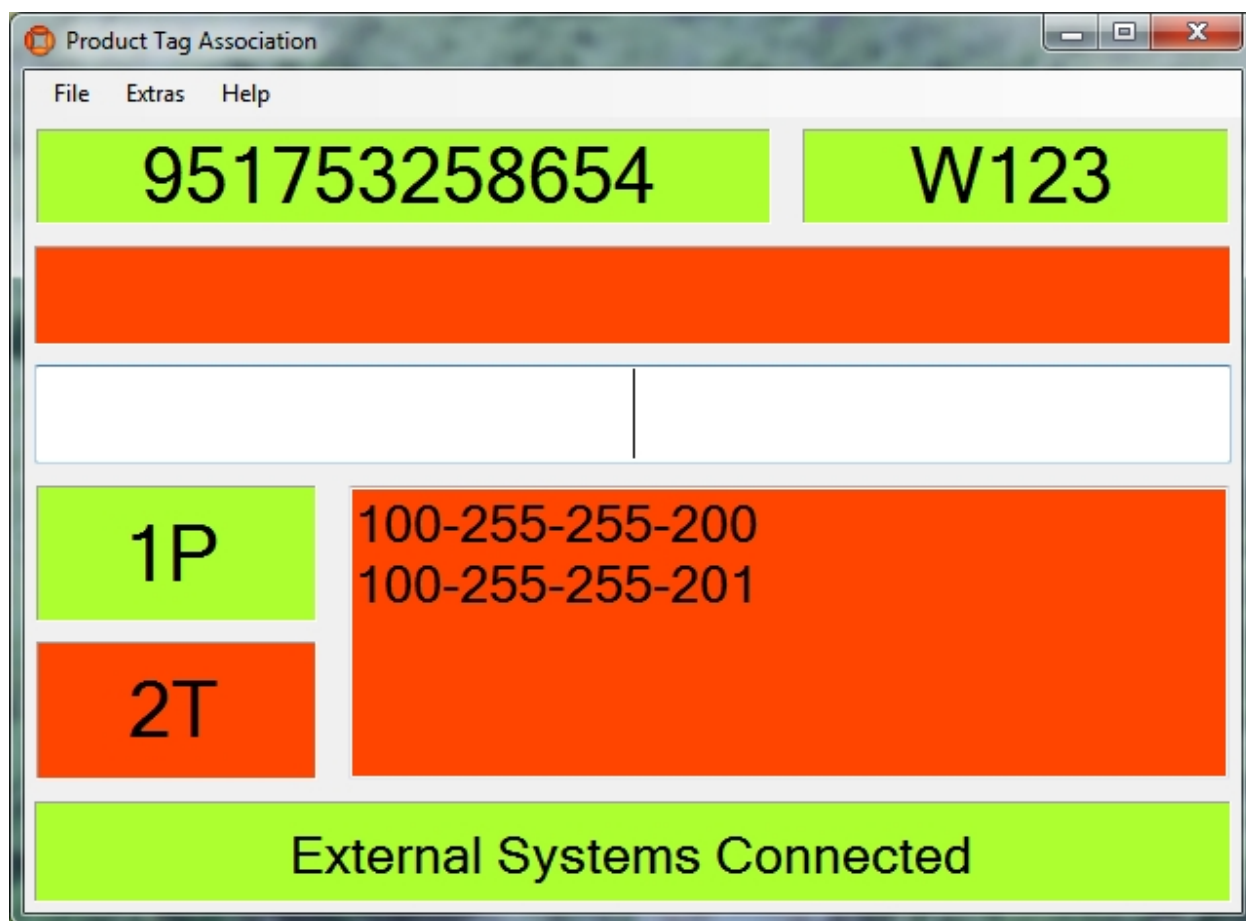 Product Tag Association
File Extras Help
951753258654 W123
1P
100-255-255-200
100-255-255-201
2T
External Systems Connected